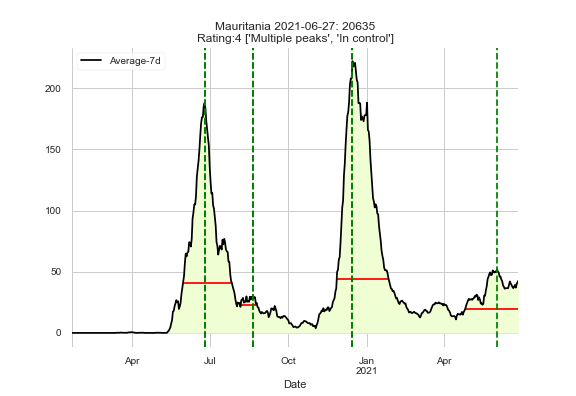 Mauritania 2021-06-27: 20635
Rating:4 ['Multiple peaks', 'In control']
Average-7d
200
150
100
50
0
Apr
Jul
Oct
Jan
2021
Apr
Date